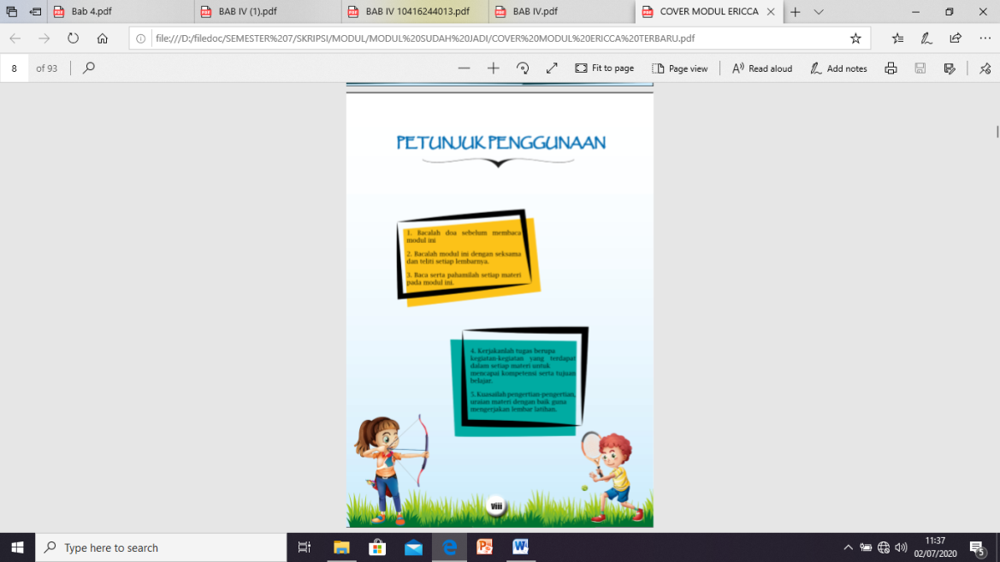 Bab 4.pdf
BAB IV (1).pdf
BAB IV 10416244013.pdf
BAB IV.pdf
COVER MODUL ERICCA
file:///D:/filedoc/SEMESTER%207/SKRIPSI/MODUL/MODUL%20SUDAH%20JADI/COVER%20MODUL%20ERICCA%20TERBARU.pdf
8 of 93
Fit to page
Page view
Read aloud
Add notes
PETUNJUK PENGGUNAAN
1. Bacalah doa sebelum membaca
modul ini
2. Bacalah modul ini dengan seksama
dan teliti setiap lembarnya.
3. Baca serta pahamilah setiap materi
pada modul ini.
4. Kerjakanlah tugas berupa
kegiatan-kegiatan yang terdapat
dalam setiap materi untuk
mencapai kompetensi serta tujuan
belajar.
5. Kuasailah pengertian-pengertian,
uraian materi dengan baik guna
mengerjakan lembar latihan.
viii
Type here to search
11:37
02/07/2020
5